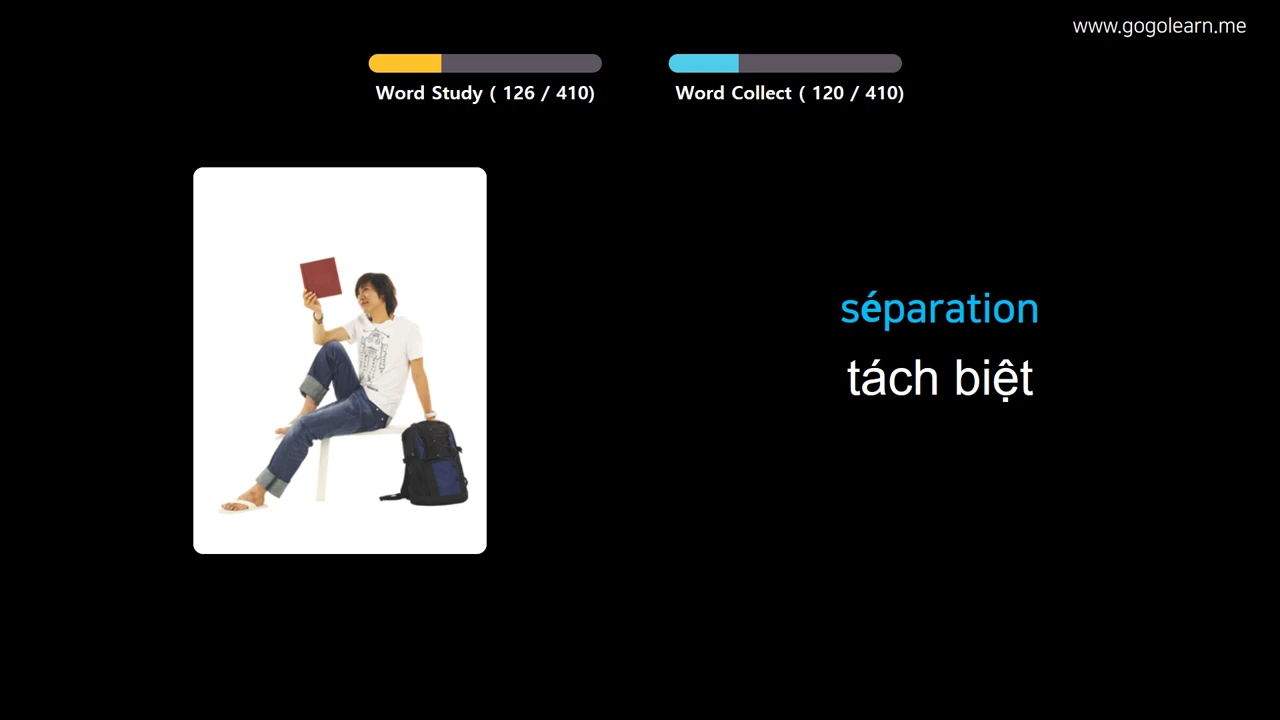 www.gogolearn.me
Word Study ( 126 / 410)
Word Collect ( 120 / 410)
séparation
tách biệt